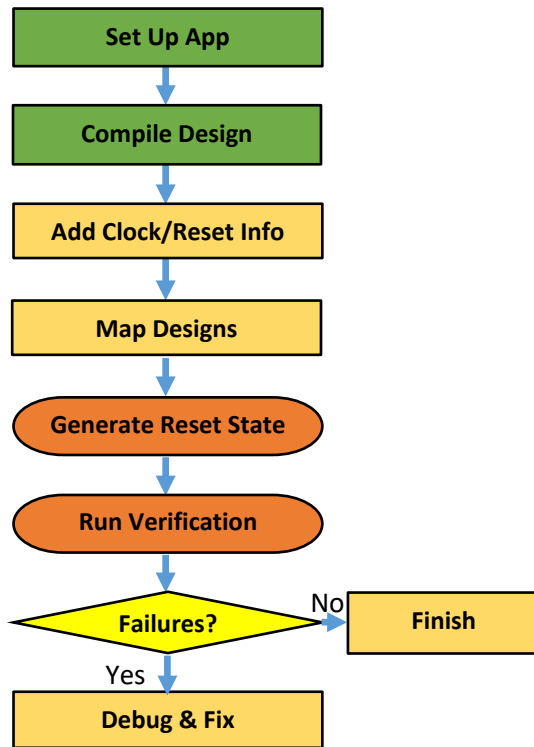 Set Up App
Compile Design
Add Clock/Reset Info
Map Designs
Generate Reset State
Run Verification
Failures?
No
Finish
Yes
Debug & Fix